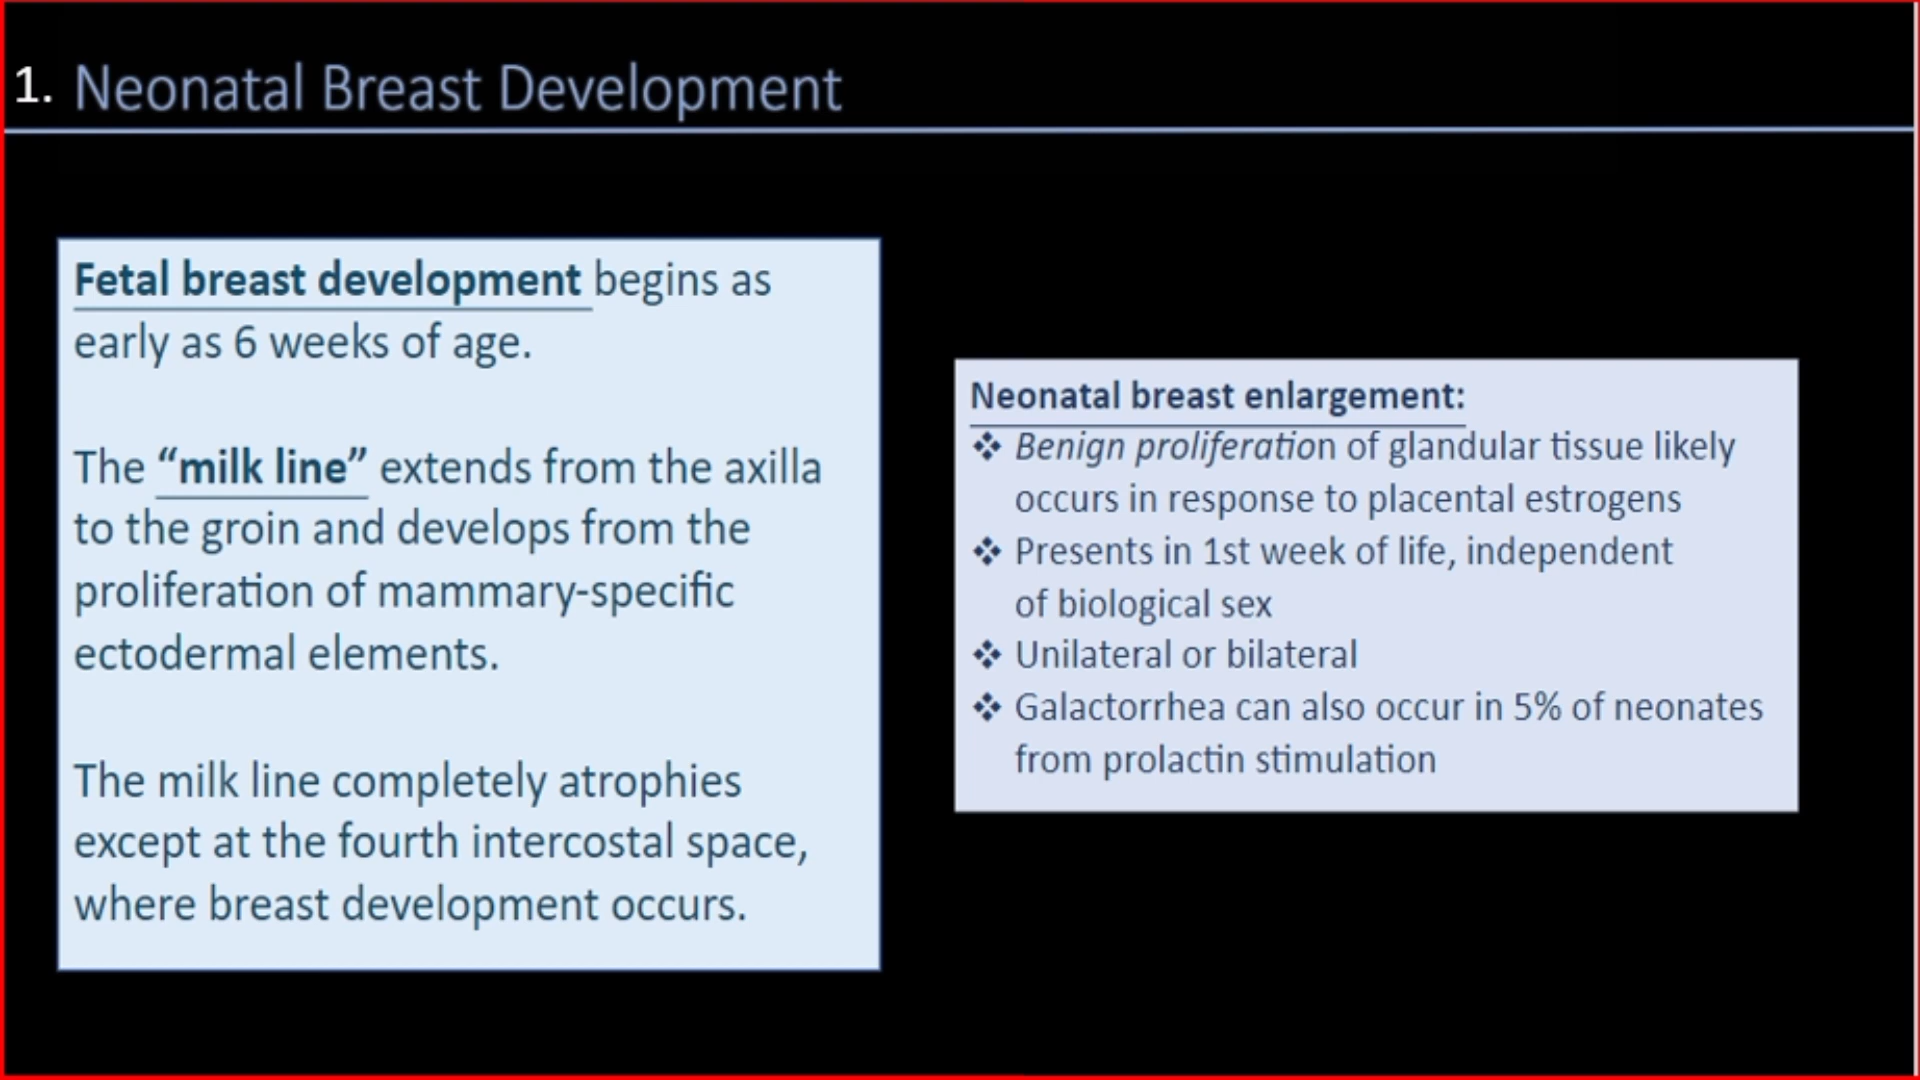 1. Neonatal Breast Development
Fetal breast development begins as
early as 6 weeks of age.
The “milk line” extends from the axilla
to the groin and develops from the
proliferation of mammary-specific
ectodermal elements.
The milk line completely atrophies
except at the fourth intercostal space,
where breast development occurs.
Neonatal breast enlargement:
❖ Benign proliferation of glandular tissue likely
occurs in response to placental estrogens
❖ Presents in 1st week of life, independent
of biological sex
❖ Unilateral or bilateral
❖ Galactorrhea can also occur in 5% of neonates
from prolactin stimulation